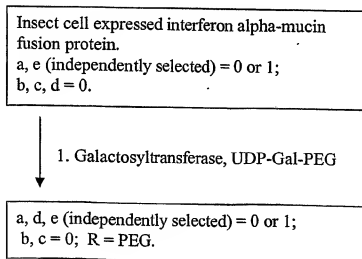 Insect cell expressed interferon alpha-mucin
fusion protein.
a, e (independently selected) = 0 or 1;
b, c, d = 0.
1. Galactosyltransferase, UDP-Gal-PEG
a, d, e (independently selected) = 0 or 1;
b, c = 0; R = PEG.